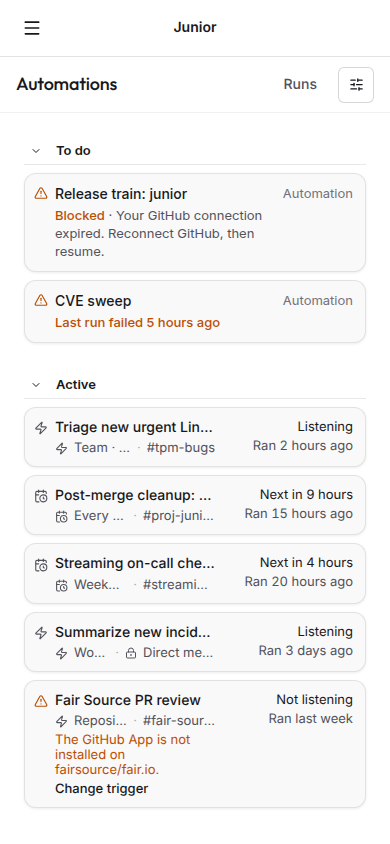 Junior
Automations
Runs
To do
Release train: junior
Automation
Blocked · Your GitHub connection
expired. Reconnect GitHub, then
resume.
CVE sweep
Automation
Last run failed 5 hours ago
Active
Triage new urgent Lin...
Listening
Team · ... · #tpm-bugs
Ran 2 hours ago
Post-merge cleanup: ...
Next in 9 hours
Every ... · #proj-juni...
Ran 15 hours ago
Streaming on-call che...
Next in 4 hours
Week... · #streami...
Ran 20 hours ago
Summarize new incid...
Listening
Wo... · Direct me...
Ran 3 days ago
Fair Source PR review
Not listening
Reposi... · #fair-sour...
Ran last week
The GitHub App is not
installed on
fairsource/fair.io.
Change trigger